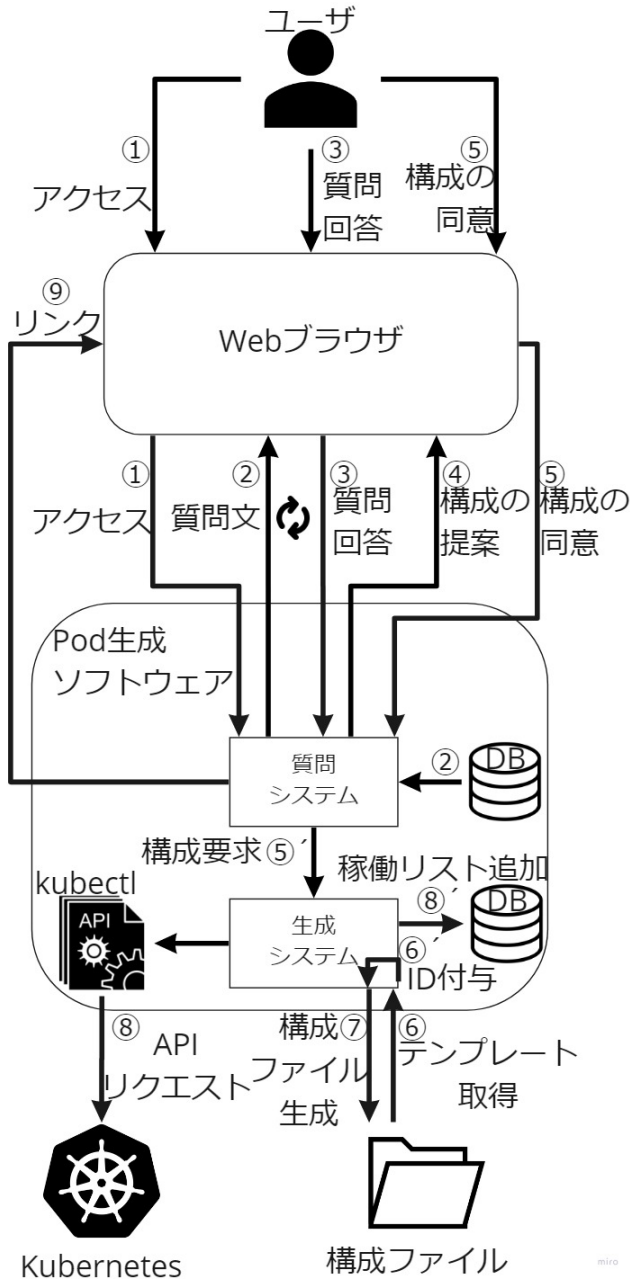 ユーザ
①
アクセス
③
質問
回答
⑤
構成の
同意
⑨
リンク
Webブラウザ
①
アクセス
②
質問文
③
質問
回答
④
構成の
提案
⑤
構成の
同意
Pod生成
ソフトウェア
質問
システム
②
DB
構成要求⑤´
kubectl
API
生成
システム
稼働リスト追加
⑧´
DB
⑥´
ID付与
⑧
API
リクエスト
構成⑦
ファイル
生成
⑥
テンプレート
取得
Kubernetes
構成ファイル
miro